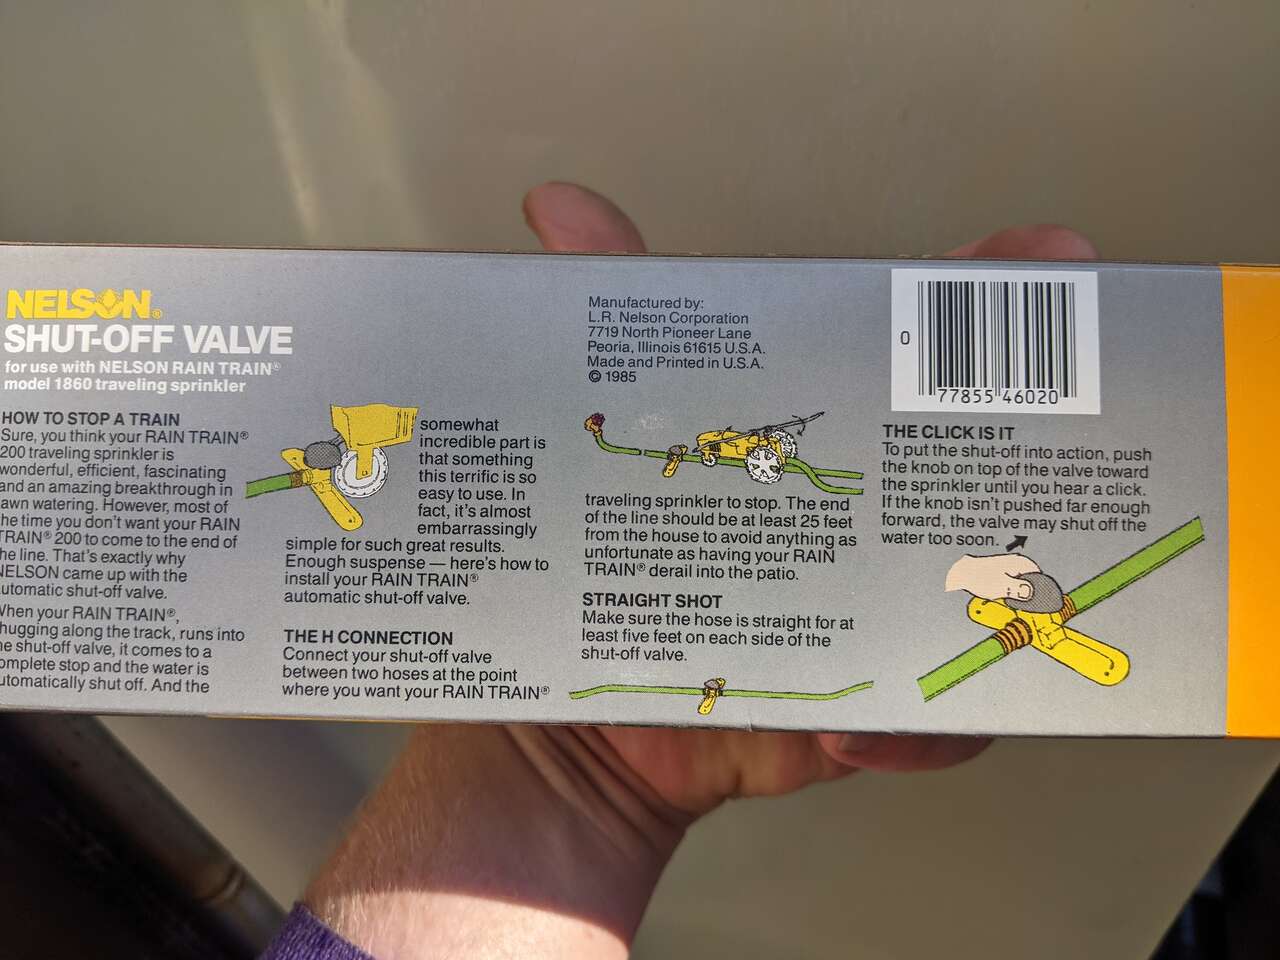 NELSON®
SHUT-OFF VALVE
for use with NELSON RAIN TRAIN®
model 1860 traveling sprinkler
HOW TO STOP A TRAIN
Sure, you think your RAIN TRAIN®
200 traveling sprinkler is
wonderful, efficient, fascinating
and an amazing breakthrough in
awn watering. However, most of
he time you don't want your RAIN
TRAIN® 200 to come to the end of
he line. That's exactly why
NELSON came up with the
utomatic shut-off valve.
When your RAIN TRAIN®,
hugging along the track, runs into
he shut-off valve, it comes to a
omplete stop and the water is
utomatically shut off. And the
somewhat
incredible part is
that something
this terrific is so
easy to use. In
fact, it's almost
embarrassingly
simple for such great results.
Enough suspense — here's how to
install your RAIN TRAIN®
automatic shut-off valve.
THE H CONNECTION
Connect your shut-off valve
between two hoses at the point
where you want your RAIN TRAIN®
Manufactured by:
L.R. Nelson Corporation
7719 North Pioneer Lane
Peoria, Illinois 61615 U.S.A.
Made and Printed in U.S.A.
© 1985
traveling sprinkler to stop. The end
of the line should be at least 25 feet
from the house to avoid anything as
unfortunate as having your RAIN
TRAIN® derail into the patio.
STRAIGHT SHOT
Make sure the hose is straight for at
least five feet on each side of the
shut-off valve.
0 77855 46020
THE CLICK IS IT
To put the shut-off into action, push
the knob on top of the valve toward
the sprinkler until you hear a click.
If the knob isn't pushed far enough
forward, the valve may shut off the
water too soon.